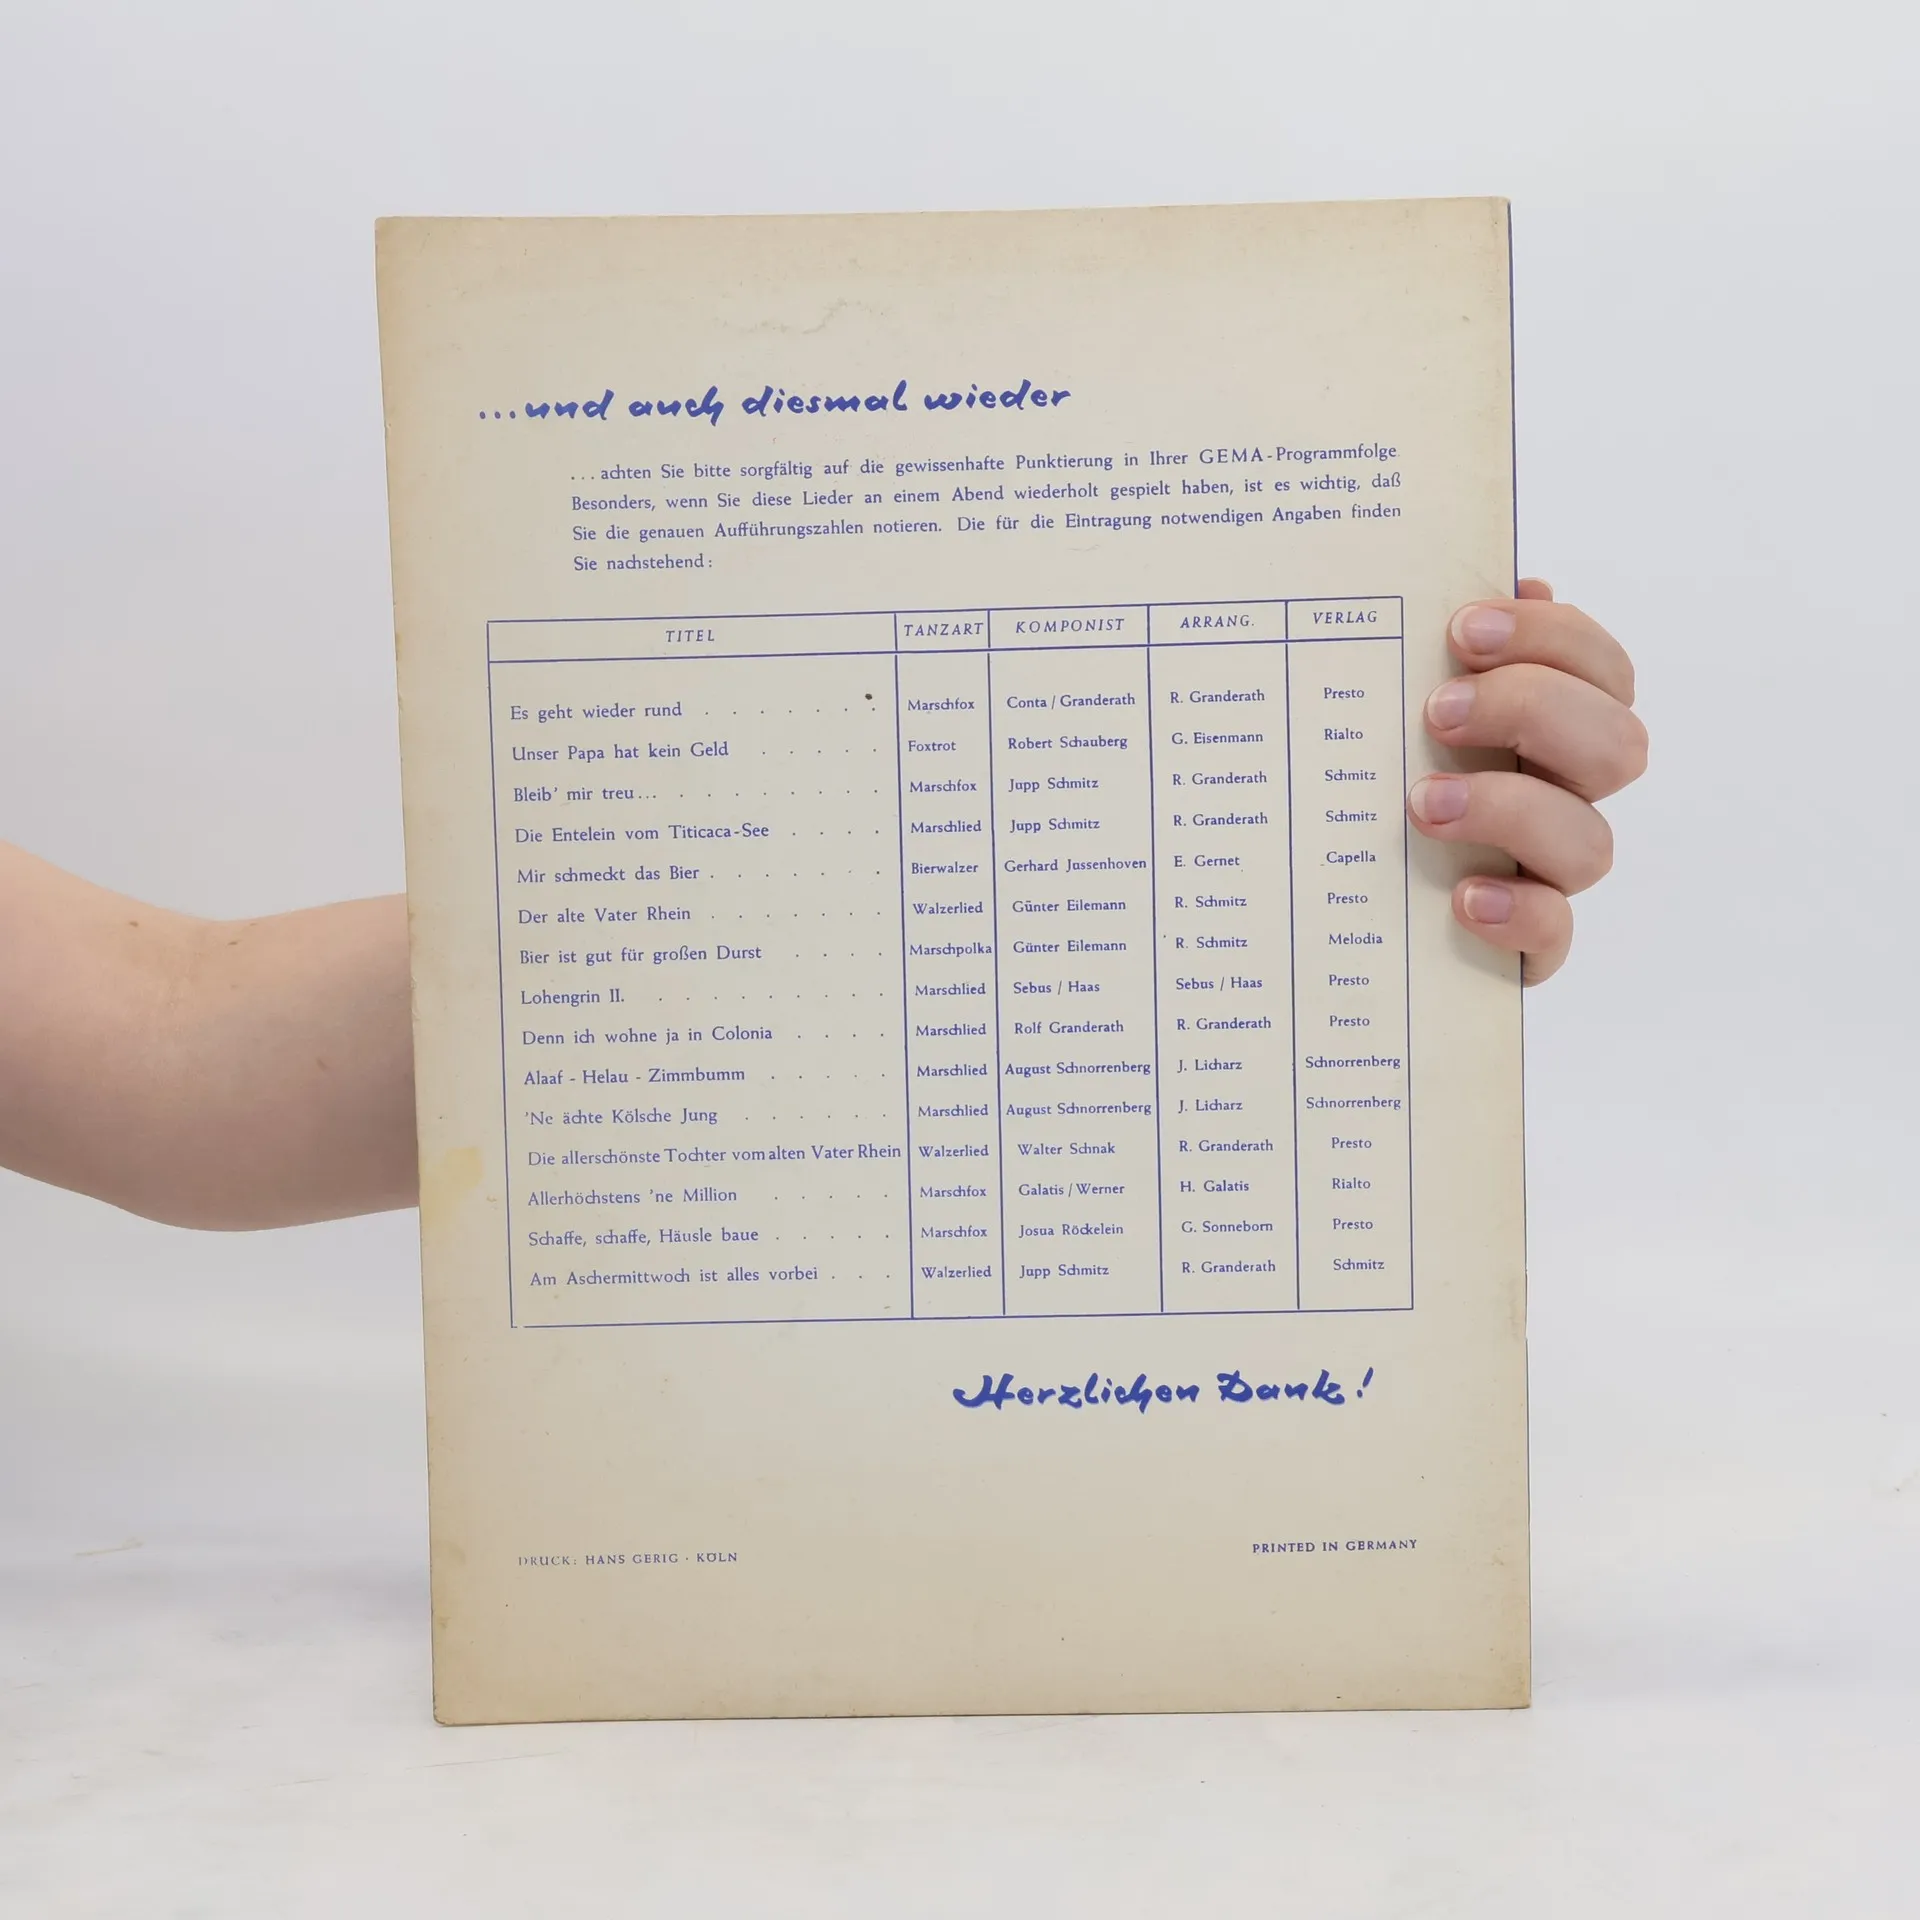 ...und auch diesmal wieder
...achten Sie bitte sorgfältig auf die gewissenhafte Punktierung in Ihrer GEMA-Programmfolge.
Besonders, wenn Sie diese Lieder an einem Abend wiederholt gespielt haben, ist es wichtig, daß
Sie die genauen Aufführungszahlen notieren. Die für die Eintragung notwendigen Angaben finden
Sie nachstehend:
TITEL TANZART KOMPONIST ARRANG. VERLAG
Es geht wieder rund . . . . . . . Marschfox Conta / Granderath R. Granderath Presto
Unser Papa hat kein Geld . . . . . Foxtrot Robert Schauberg G. Eisenmann Rialto
Bleib' mir treu... . . . . . . . . Marschfox Jupp Schmitz R. Granderath Schmitz
Die Entelein vom Titicaca-See . . . . Marschlied Jupp Schmitz R. Granderath Schmitz
Mir schmeckt das Bier . . . . . . . Bierwalzer Gerhard Jussenhoven E. Gernet Capella
Der alte Vater Rhein . . . . . . . Walzerlied Günter Eilemann R. Schmitz Presto
Bier ist gut für großen Durst . . . . Marschpolka Günter Eilemann R. Schmitz Melodia
Lohengrin II. . . . . . . . . . Marschlied Sebus / Haas Sebus / Haas Presto
Denn ich wohne ja in Colonia . . . . Marschlied Rolf Granderath R. Granderath Presto
Alaaf - Helau - Zimmbumm . . . . . Marschlied August Schnorrenberg J. Licharz Schnorrenberg
'Ne ächte Kölsche Jung . . . . . . Marschlied August Schnorrenberg J. Licharz Schnorrenberg
Die allerschönste Tochter vom alten Vater Rhein Walzerlied Walter Schnak R. Granderath Presto
Allerhöchstens 'ne Million . . . . . Marschfox Galatis / Werner H. Galatis Rialto
Schaffe, schaffe, Häusle baue . . . . . Marschfox Josua Röckelein G. Sonneborn Presto
Am Aschermittwoch ist alles vorbei . . . Walzerlied Jupp Schmitz R. Granderath Schmitz
Herzlichen Dank!
DRUCK: HANS GERIG · KÖLN PRINTED IN GERMANY